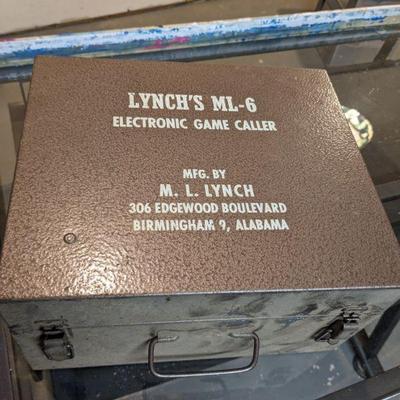 LYNCH'S ML-6
ELECTRONIC GAME CALLER
MFG. BY
M. L. LYNCH
306 EDGEWOOD BOULEVARD
BIRMINGHAM 9, ALABAMA